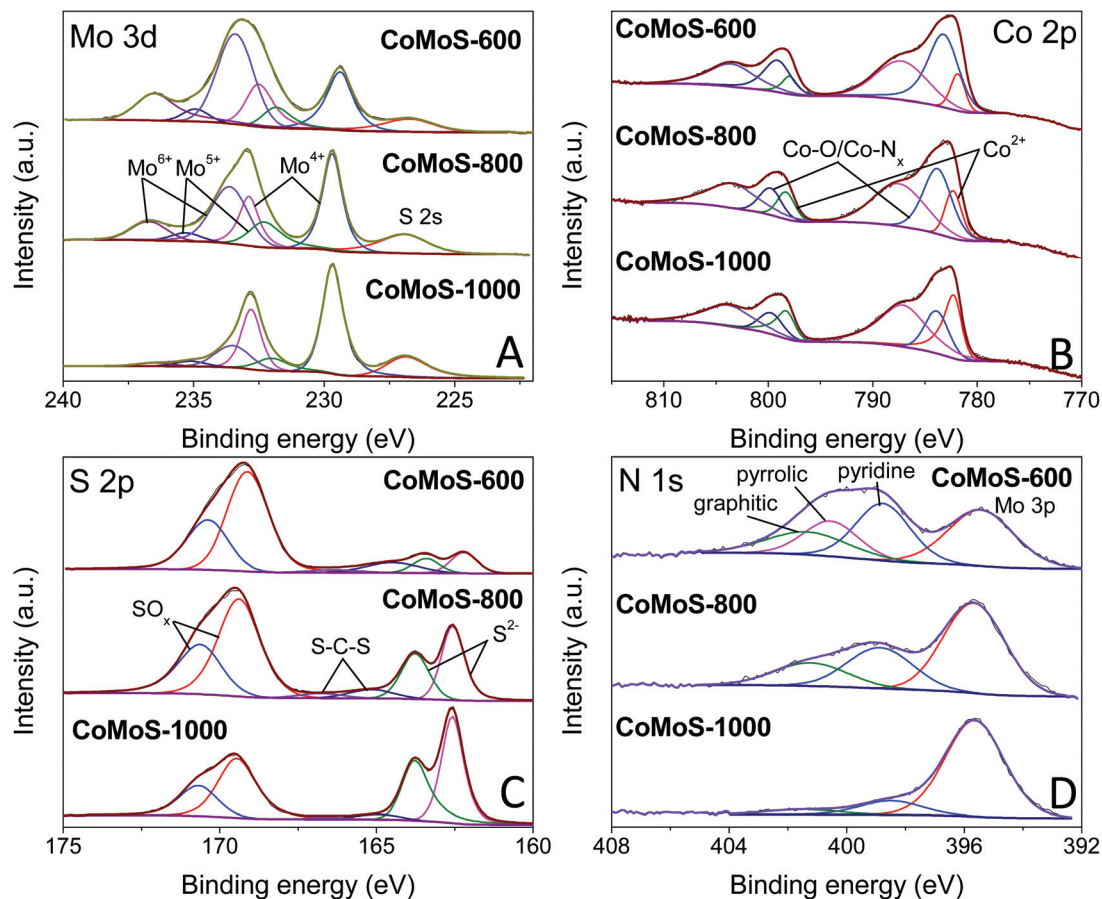 Mo 3d
CoMoS-600
CoMoS-800
Mo6+
Mo5+
Mo4+
S 2s
CoMoS-1000
A
240 235 230 225
Binding energy (eV)
Intensity (a.u.)
CoMoS-600
Co 2p
CoMoS-800
Co-O/Co-Nx
Co2+
CoMoS-1000
B
810 800 790 780 770
Binding energy (eV)
Intensity (a.u.)
S 2p
CoMoS-600
CoMoS-800
SOx
S-C-S
S2-
CoMoS-1000
C
175 170 165 160
Binding energy (eV)
Intensity (a.u.)
N 1s
pyrrolic
pyridine
CoMoS-600
graphitic
Mo 3p
CoMoS-800
CoMoS-1000
D
408 404 400 396 392
Binding energy (eV)
Intensity (a.u.)